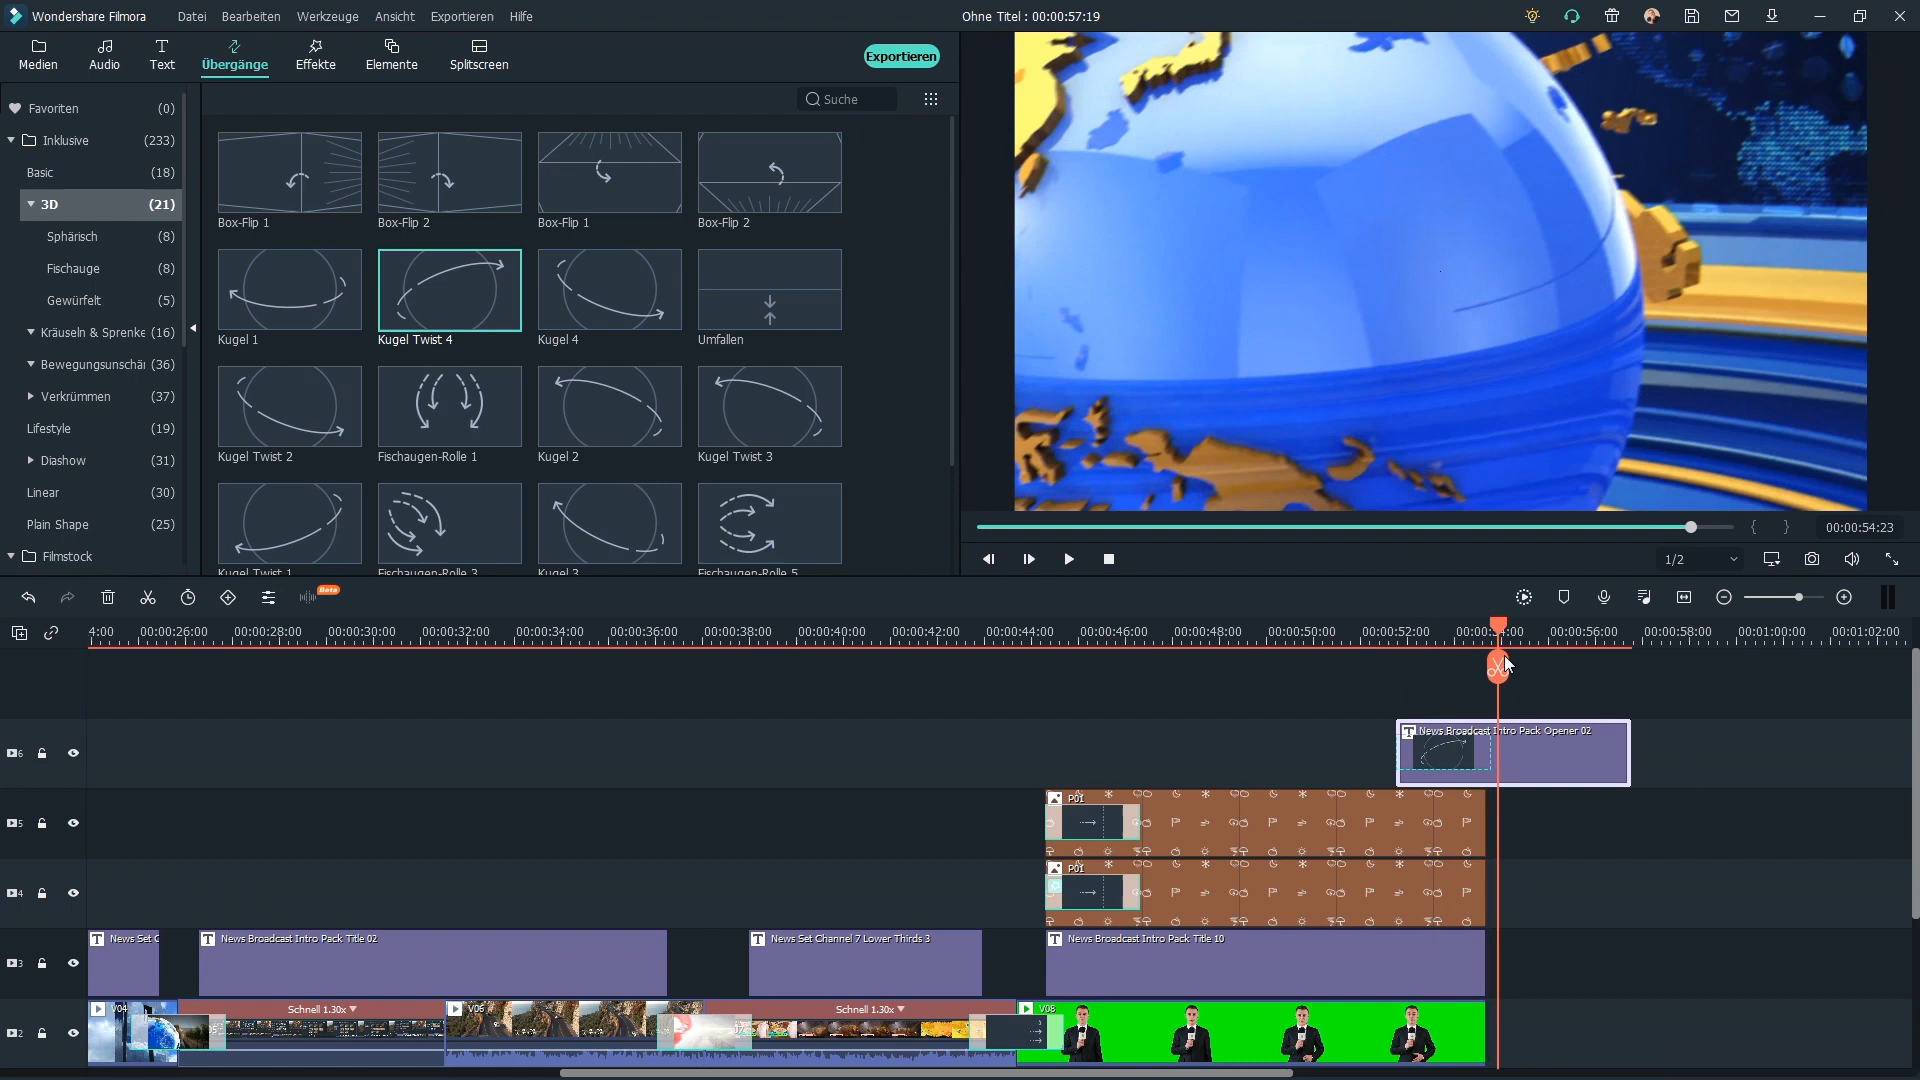 Wondershare Filmora
Datei Bearbeiten Werkzeuge Ansicht Exportieren Hilfe
Ohne Titel : 00:00:57:19
Medien Audio Text Übergänge Effekte Elemente Splitscreen
Exportieren
Suche
Favoriten (0)
Inklusive (233)
Basic (18)
3D (21)
Sphärisch (8)
Fischauge (8)
Gewürfelt (5)
Kräuseln & Sprenke (16)
Bewegungsunschär (36)
Verkrümmen (37)
Lifestyle (19)
Diashow (31)
Linear (30)
Plain Shape (25)
Filmstock
Box-Flip 1 Box-Flip 2 Box-Flip 1 Box-Flip 2
Kugel 1 Kugel Twist 4 Kugel 4 Umfallen
Kugel Twist 2 Fischaugen-Rolle 1 Kugel 2 Kugel Twist 3
Kugel Twist 1 Fischaugen-Rolle 3 Kugel 3 Fischaugen-Rolle 5
00:00:54:23
1/2
Beta
4:00 00:00:26:00 00:00:28:00 00:00:30:00 00:00:32:00 00:00:34:00 00:00:36:00 00:00:38:00 00:00:40:00 00:00:42:00 00:00:44:00 00:00:46:00 00:00:48:00 00:00:50:00 00:00:52:00 00:00:54:00 00:00:56:00 00:00:58:00 00:01:00:00 00:01:02:00
6
T News Broadcast Intro Pack Opener 02
5
P01
4
P01
3
T News Set C
T News Broadcast Intro Pack Title 02
T News Set Channel 7 Lower Thirds 3
T News Broadcast Intro Pack Title 10
2
V04
Schnell 1.30x
V06
Schnell 1.30x
V08